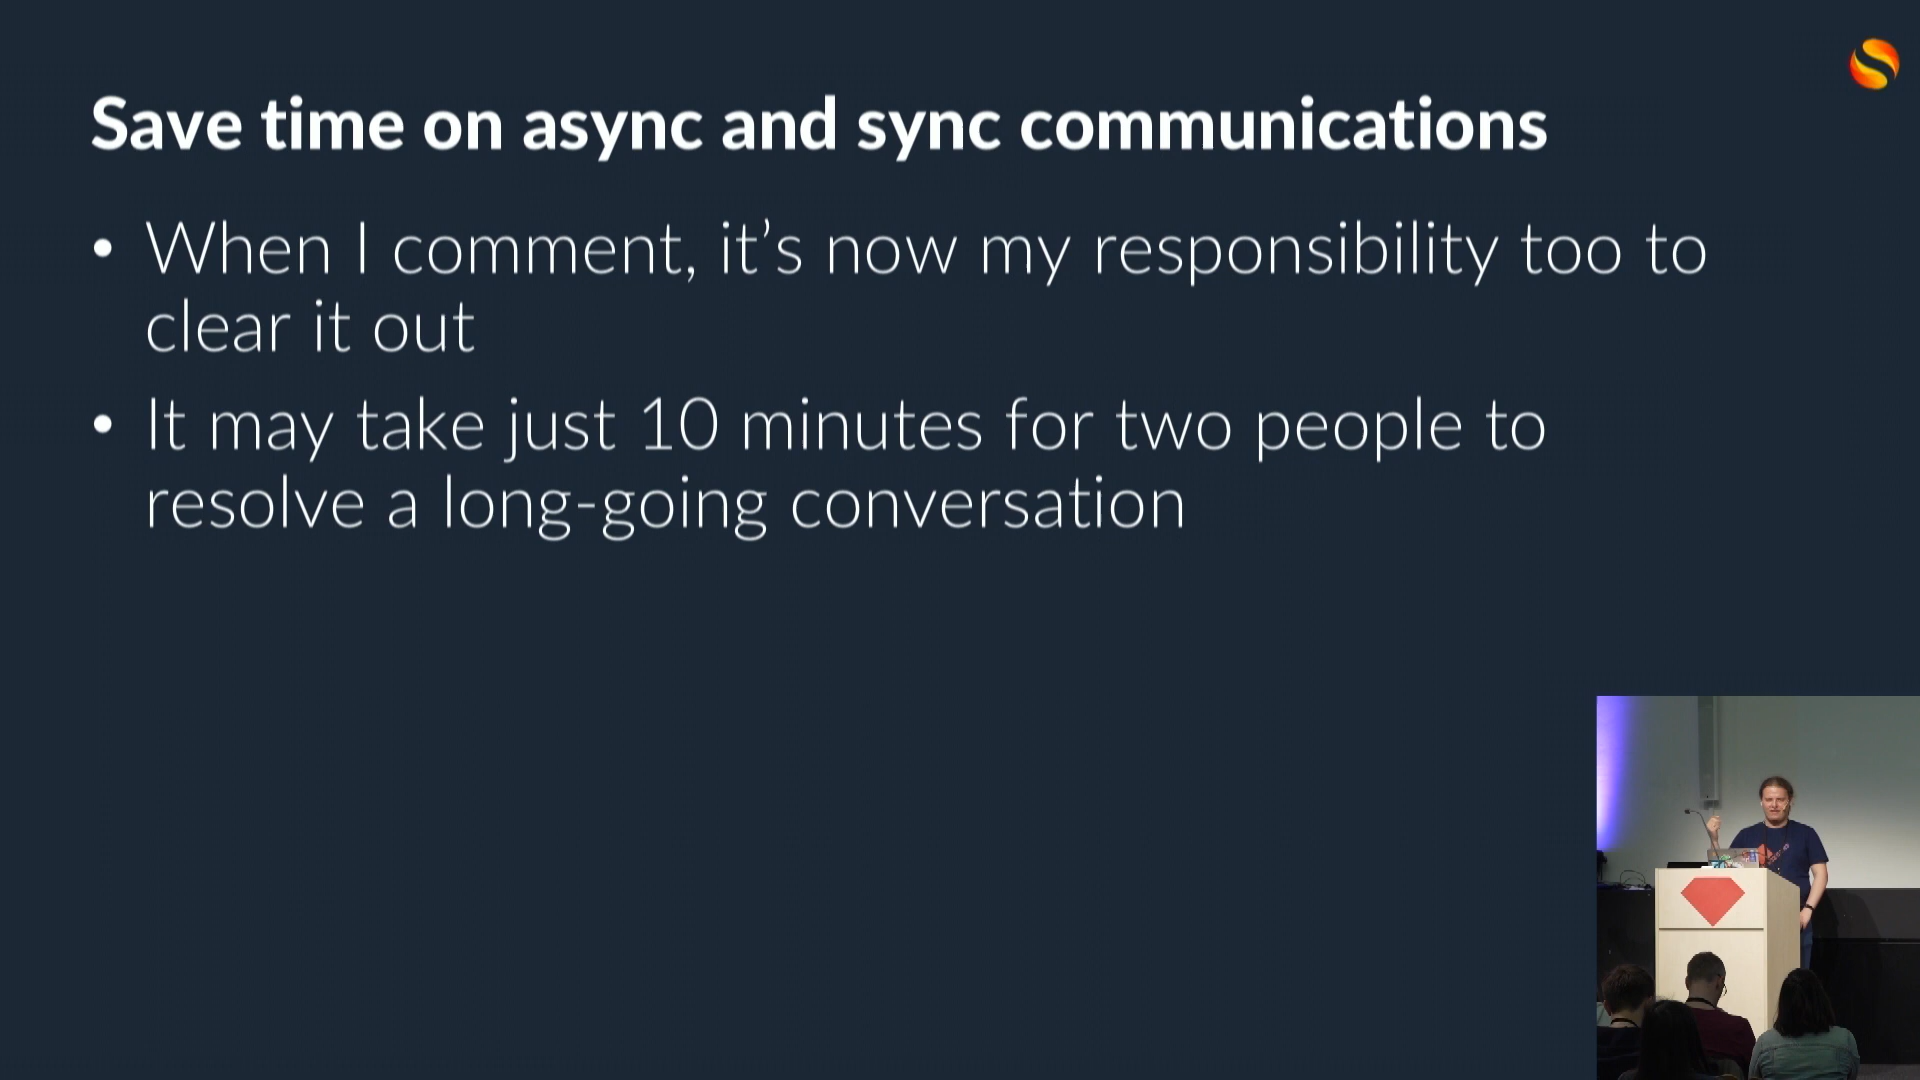 Save time on async and sync communications
• When I comment, it’s now my responsibility too to
clear it out
• It may take just 10 minutes for two people to
resolve a long-going conversation